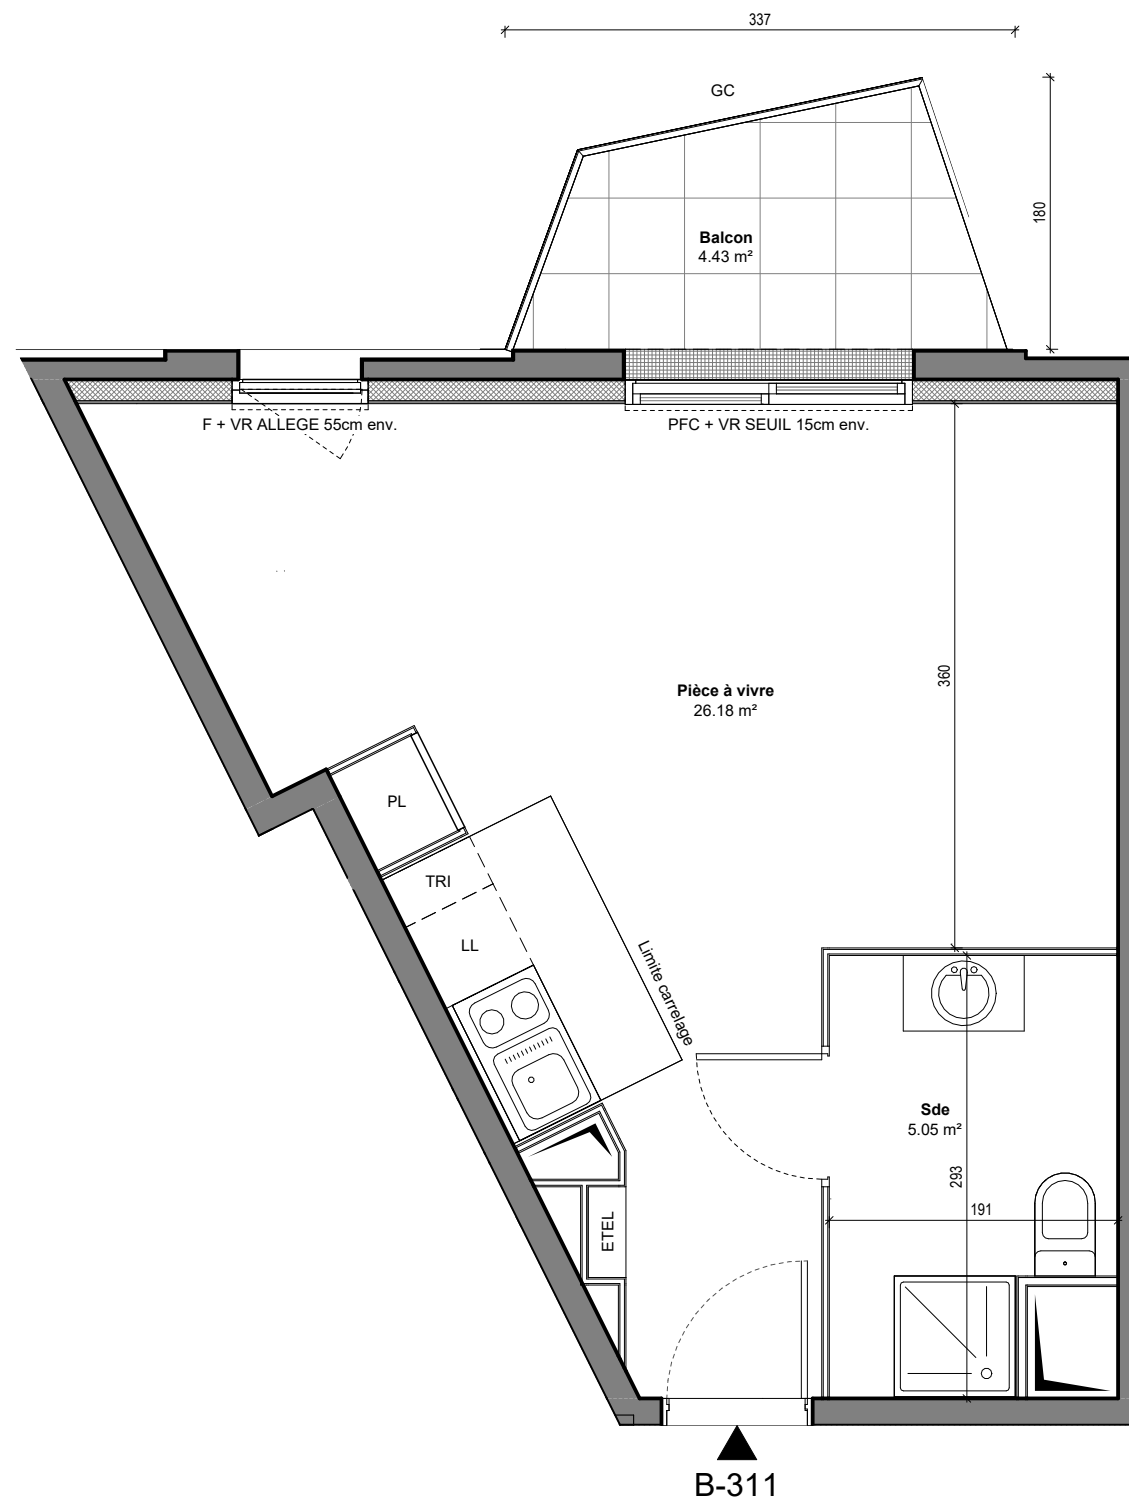 337
GC
180
Balcon
4.43 m²
F + VR ALLEGE 55cm env.
PFC + VR SEUIL 15cm env.
360
Pièce à vivre
26.18 m²
PL
TRI
LL
Limite carrelage
Sde
5.05 m²
293
191
ETEL
B-311